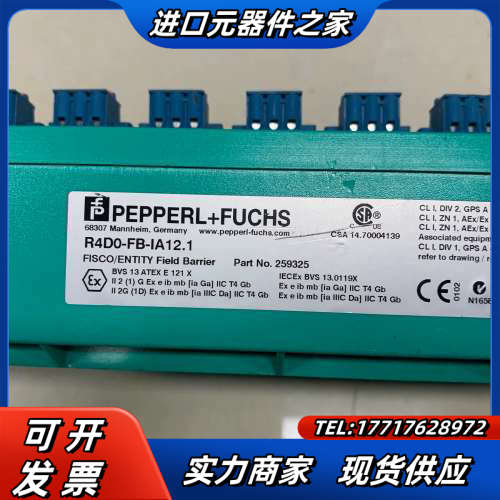 进口元器件之家
PEPPERL+FUCHS
68307 Mannheim, Germany www.pepperl-fuchs.com
R4D0-FB-IA12.1
FISCO/ENTITY Field Barrier Part No. 259325
BVS 13 ATEX E 121 X
II 2 (1) G Ex e ib mb [ia Ga] IIC T4 Gb
II 2G (1D) Ex e ib mb [ia IIIC Da] IIC T4 Gb
IECEx BVS 13.0119X
Ex e ib mb [ia Ga] IIC T4 Gb
Ex e ib mb [ia IIIC Da] IIC T4 Gb
CSA 14.70004139
CL I, DIV 2, GPS A
CL I, ZN 1, AEx/Ex
CL I, ZN 1, AEx/Ex
Associated equipment
refer to drawing / re
0102
TEL:17717628972
可开
发票
实力商家 现货供应